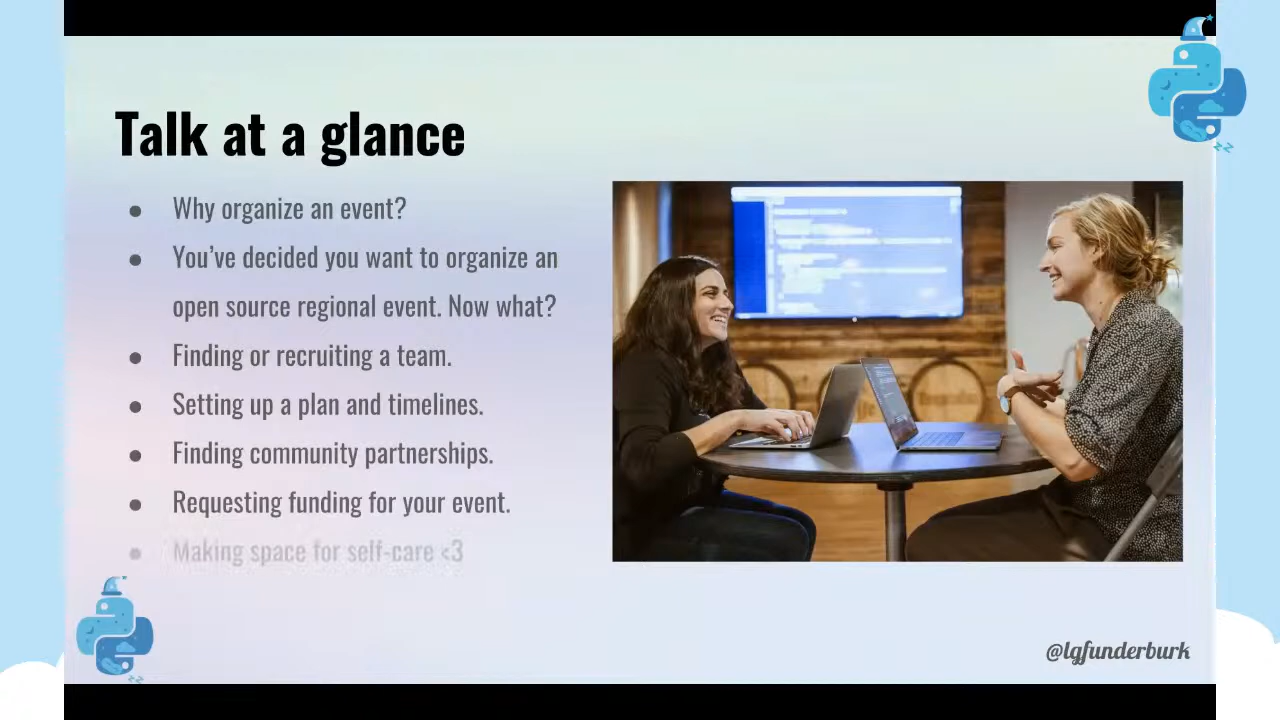 Talk at a glance
● Why organize an event?
● You’ve decided you want to organize an
open source regional event. Now what?
● Finding or recruiting a team.
● Setting up a plan and timelines.
● Finding community partnerships.
● Requesting funding for your event.
● Making space for self-care <3
@lgfunderburk